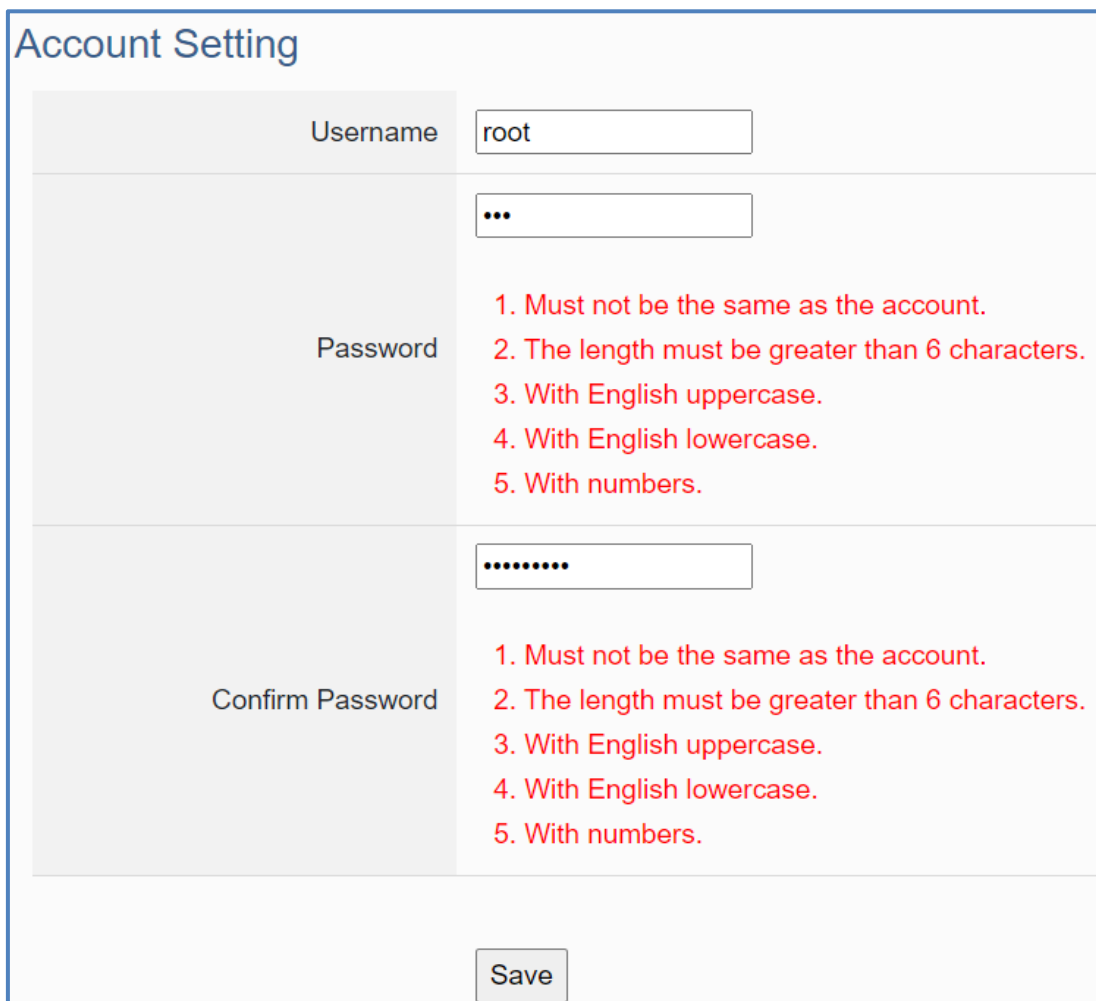 Account Setting
Username
root
Password
•••
1. Must not be the same as the account.
2. The length must be greater than 6 characters.
3. With English uppercase.
4. With English lowercase.
5. With numbers.
Confirm Password
•••••••••
1. Must not be the same as the account.
2. The length must be greater than 6 characters.
3. With English uppercase.
4. With English lowercase.
5. With numbers.
Save